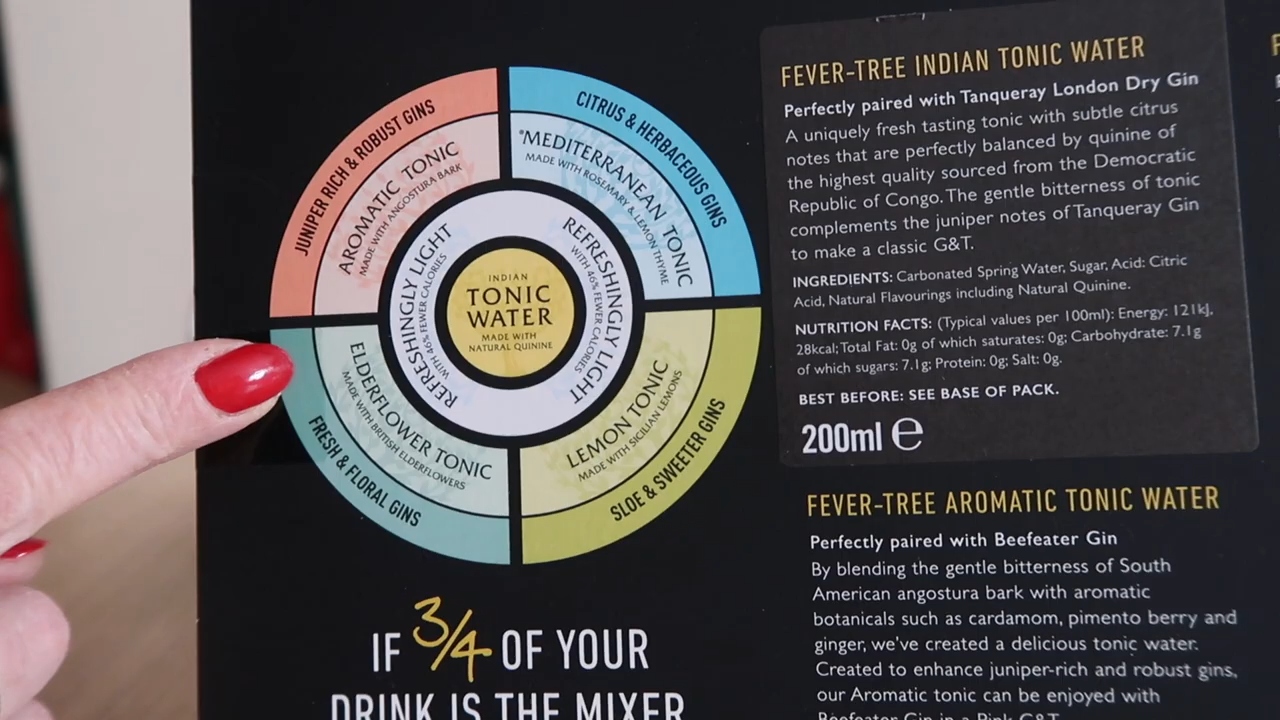 JUNIPER RICH & ROBUST GINS
AROMATIC TONIC
MADE WITH ANGOSTURA BARK
CITRUS & HERBACEOUS GINS
*MEDITERRANEAN TONIC
MADE WITH ROSEMARY & LEMON THYME
REFRESHINGLY LIGHT
WITH 46% FEWER CALORIES
REFRESHINGLY LIGHT
WITH 46% FEWER CALORIES
INDIAN
TONIC
WATER
MADE WITH
NATURAL QUININE
ELDERFLOWER TONIC
MADE WITH BRITISH ELDERFLOWERS
FRESH & FLORAL GINS
LEMON TONIC
MADE WITH SICILIAN LEMONS
SLOE & SWEETER GINS
IF 3/4 OF YOUR
DRINK IS THE MIXER
FEVER-TREE INDIAN TONIC WATER
Perfectly paired with Tanqueray London Dry Gin
A uniquely fresh tasting tonic with subtle citrus
notes that are perfectly balanced by quinine of
the highest quality sourced from the Democratic
Republic of Congo. The gentle bitterness of tonic
complements the juniper notes of Tanqueray Gin
to make a classic G&T.
INGREDIENTS: Carbonated Spring Water, Sugar, Acid: Citric
Acid, Natural Flavourings including Natural Quinine.
NUTRITION FACTS: (Typical values per 100ml): Energy: 121kJ,
28kcal; Total Fat: 0g of which saturates: 0g; Carbohydrate: 7.1g
of which sugars: 7.1g; Protein: 0g; Salt: 0g.
BEST BEFORE: SEE BASE OF PACK.
200ml ℮
FEVER-TREE AROMATIC TONIC WATER
Perfectly paired with Beefeater Gin
By blending the gentle bitterness of South
American angostura bark with aromatic
botanicals such as cardamom, pimento berry and
ginger, we've created a delicious tonic water.
Created to enhance juniper-rich and robust gins,
our Aromatic tonic can be enjoyed with
Beefeater Gin in a Pink G&T.